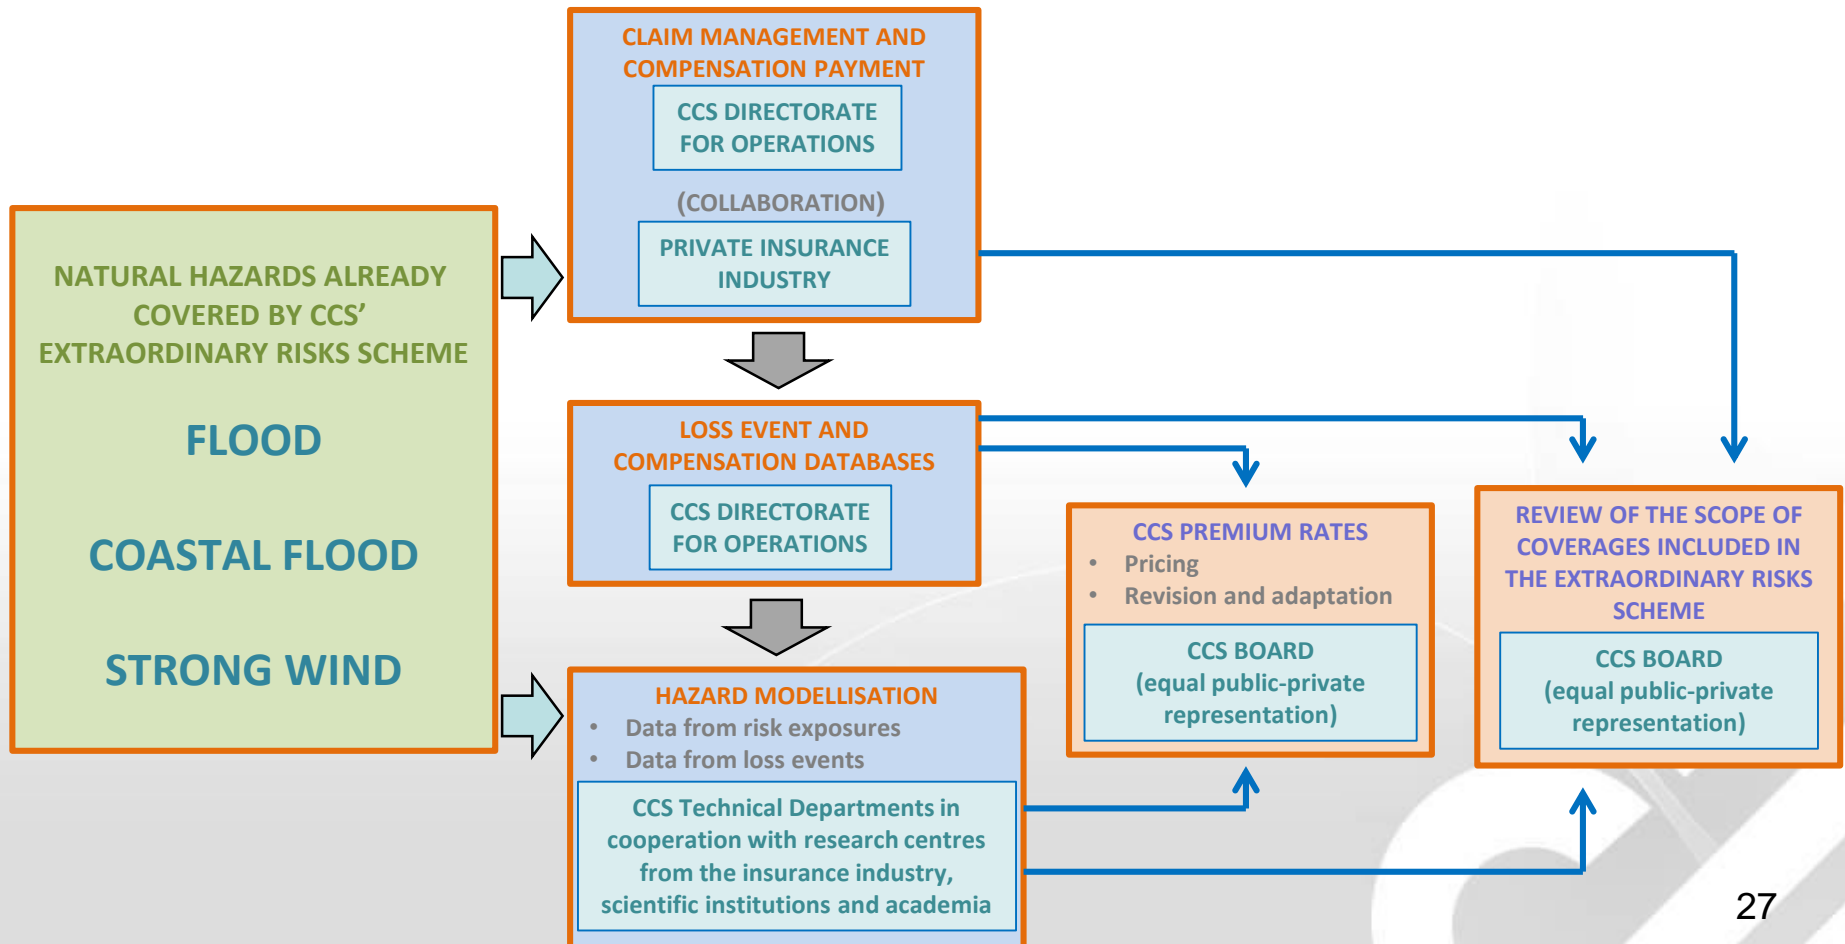 CLAIM MANAGEMENT AND
COMPENSATION PAYMENT
CCS DIRECTORATE
FOR OPERATIONS
(COLLABORATION)
PRIVATE INSURANCE
INDUSTRY
NATURAL HAZARDS ALREADY
COVERED BY CCS’
EXTRAORDINARY RISKS SCHEME
FLOOD
COASTAL FLOOD
STRONG WIND
LOSS EVENT AND
COMPENSATION DATABASES
CCS DIRECTORATE
FOR OPERATIONS
HAZARD MODELLISATION
• Data from risk exposures
• Data from loss events
CCS Technical Departments in
cooperation with research centres
from the insurance industry,
scientific institutions and academia
CCS PREMIUM RATES
• Pricing
• Revision and adaptation
CCS BOARD
(equal public-private
representation)
REVIEW OF THE SCOPE OF
COVERAGES INCLUDED IN
THE EXTRAORDINARY RISKS
SCHEME
CCS BOARD
(equal public-private
representation)
27